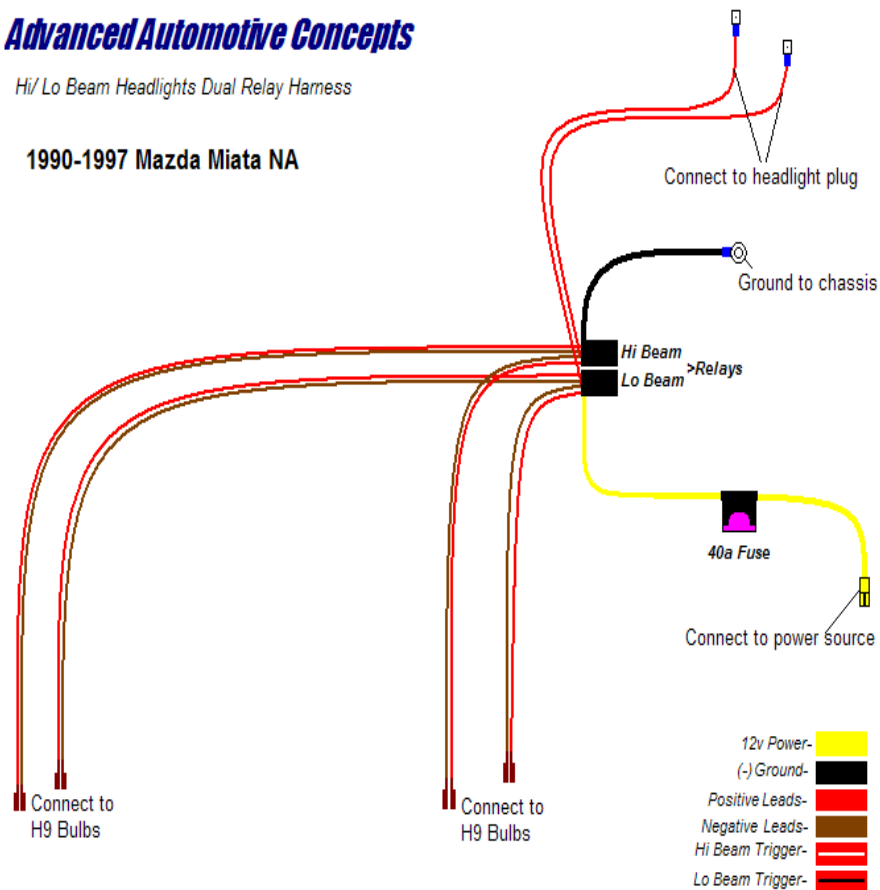 Advanced Automotive Concepts
Hi/ Lo Beam Headlights Dual Relay Harness
1990-1997 Mazda Miata NA
Connect to headlight plug
Ground to chassis
Hi Beam
>Relays
Lo Beam
40a Fuse
Connect to power source
12v Power-
(-) Ground-
Positive Leads-
Negative Leads-
Hi Beam Trigger-
Lo Beam Trigger-
Connect to
H9 Bulbs
Connect to
H9 Bulbs